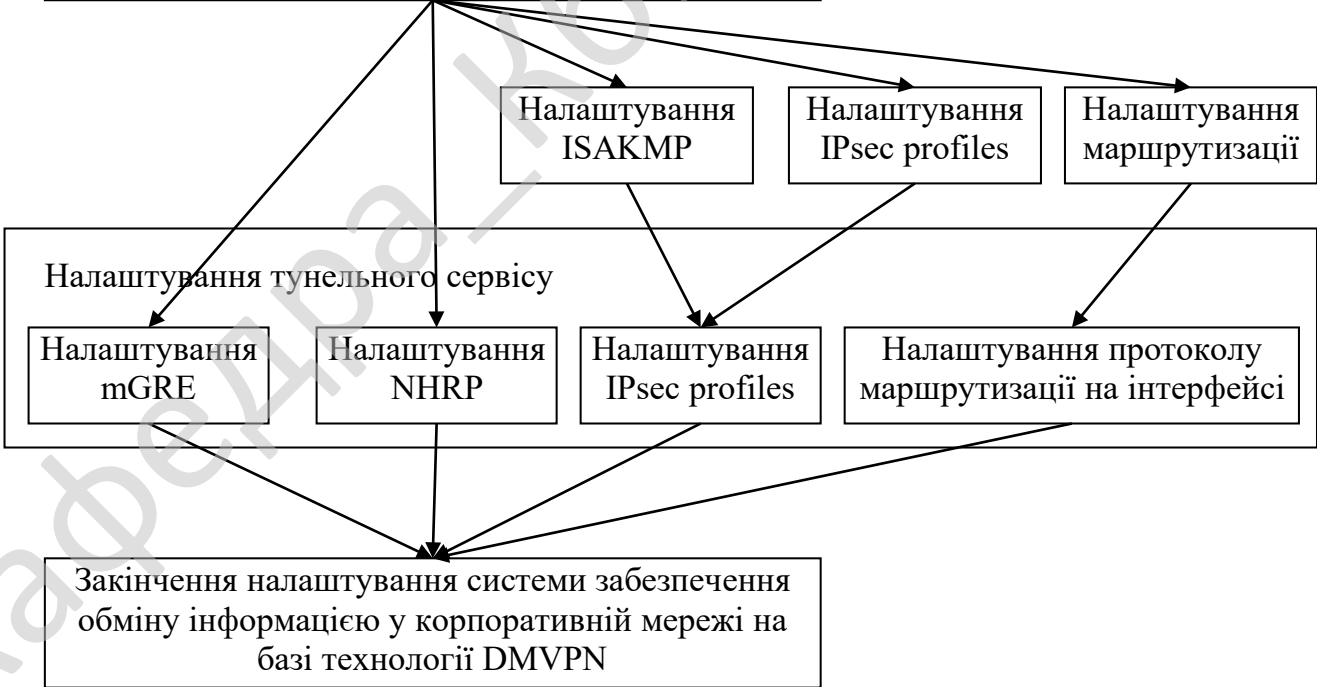 Налаштування
ISAKMP
Налаштування
IPsec profiles
Налаштування
маршрутизації
Налаштування тунельного сервісу
Налаштування
mGRE
Налаштування
NHRP
Налаштування
IPsec profiles
Налаштування протоколу
маршрутизації на інтерфейсі
Закінчення налаштування системи забезпечення
обміну інформацією у корпоративній мережі на
базі технології DMVPN